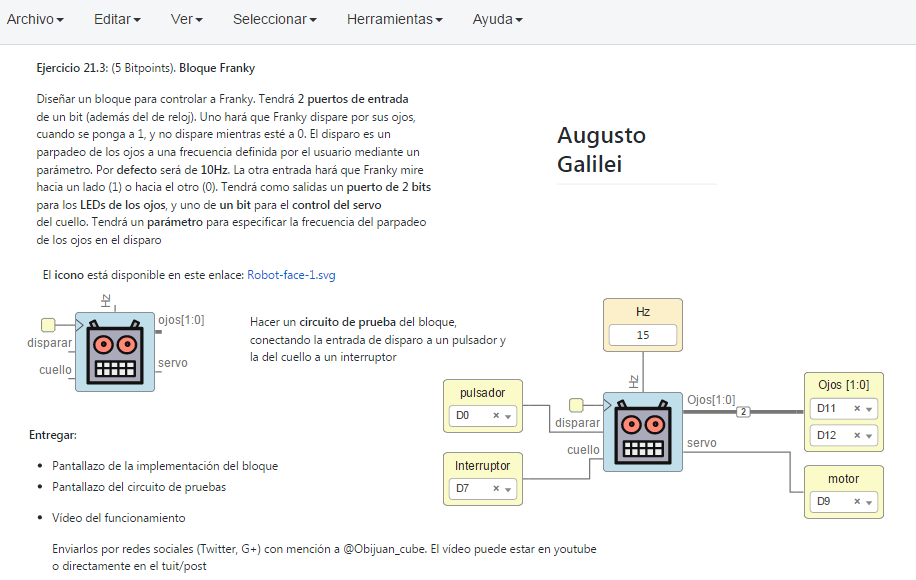 Archivo Editar Ver Seleccionar Herramientas Ayuda
Ejercicio 21.3: (5 Bitpoints). Bloque Franky
Diseñar un bloque para controlar a Franky. Tendrá 2 puertos de entrada
de un bit (además del de reloj). Uno hará que Franky dispare por sus ojos,
cuando se ponga a 1, y no dispare mientras esté a 0. El disparo es un
parpadeo de los ojos a una frecuencia definida por el usuario mediante un
parámetro. Por defecto será de 10Hz. La otra entrada hará que Franky mire
hacia un lado (1) o hacia el otro (0). Tendrá como salidas un puerto de 2 bits
para los LEDs de los ojos, y uno de un bit para el control del servo
del cuello. Tendrá un parámetro para especificar la frecuencia del parpadeo
de los ojos en el disparo
Augusto
Galilei
El icono está disponible en este enlace: Robot-face-1.svg
Hz
ojos[1:0]
disparar
cuello
servo
Hacer un circuito de prueba del bloque,
conectando la entrada de disparo a un pulsador y
la del cuello a un interruptor
Hz
15
Hz
pulsador
D0
Interruptor
D7
disparar
cuello
Ojos[1:0]
2
servo
Ojos [1:0]
D11
D12
motor
D9
Entregar:
• Pantallazo de la implementación del bloque
• Pantallazo del circuito de pruebas
• Vídeo del funcionamiento
Enviarlos por redes sociales (Twitter, G+) con mención a @Obijuan_cube. El vídeo puede estar en youtube
o directamente en el tuit/post